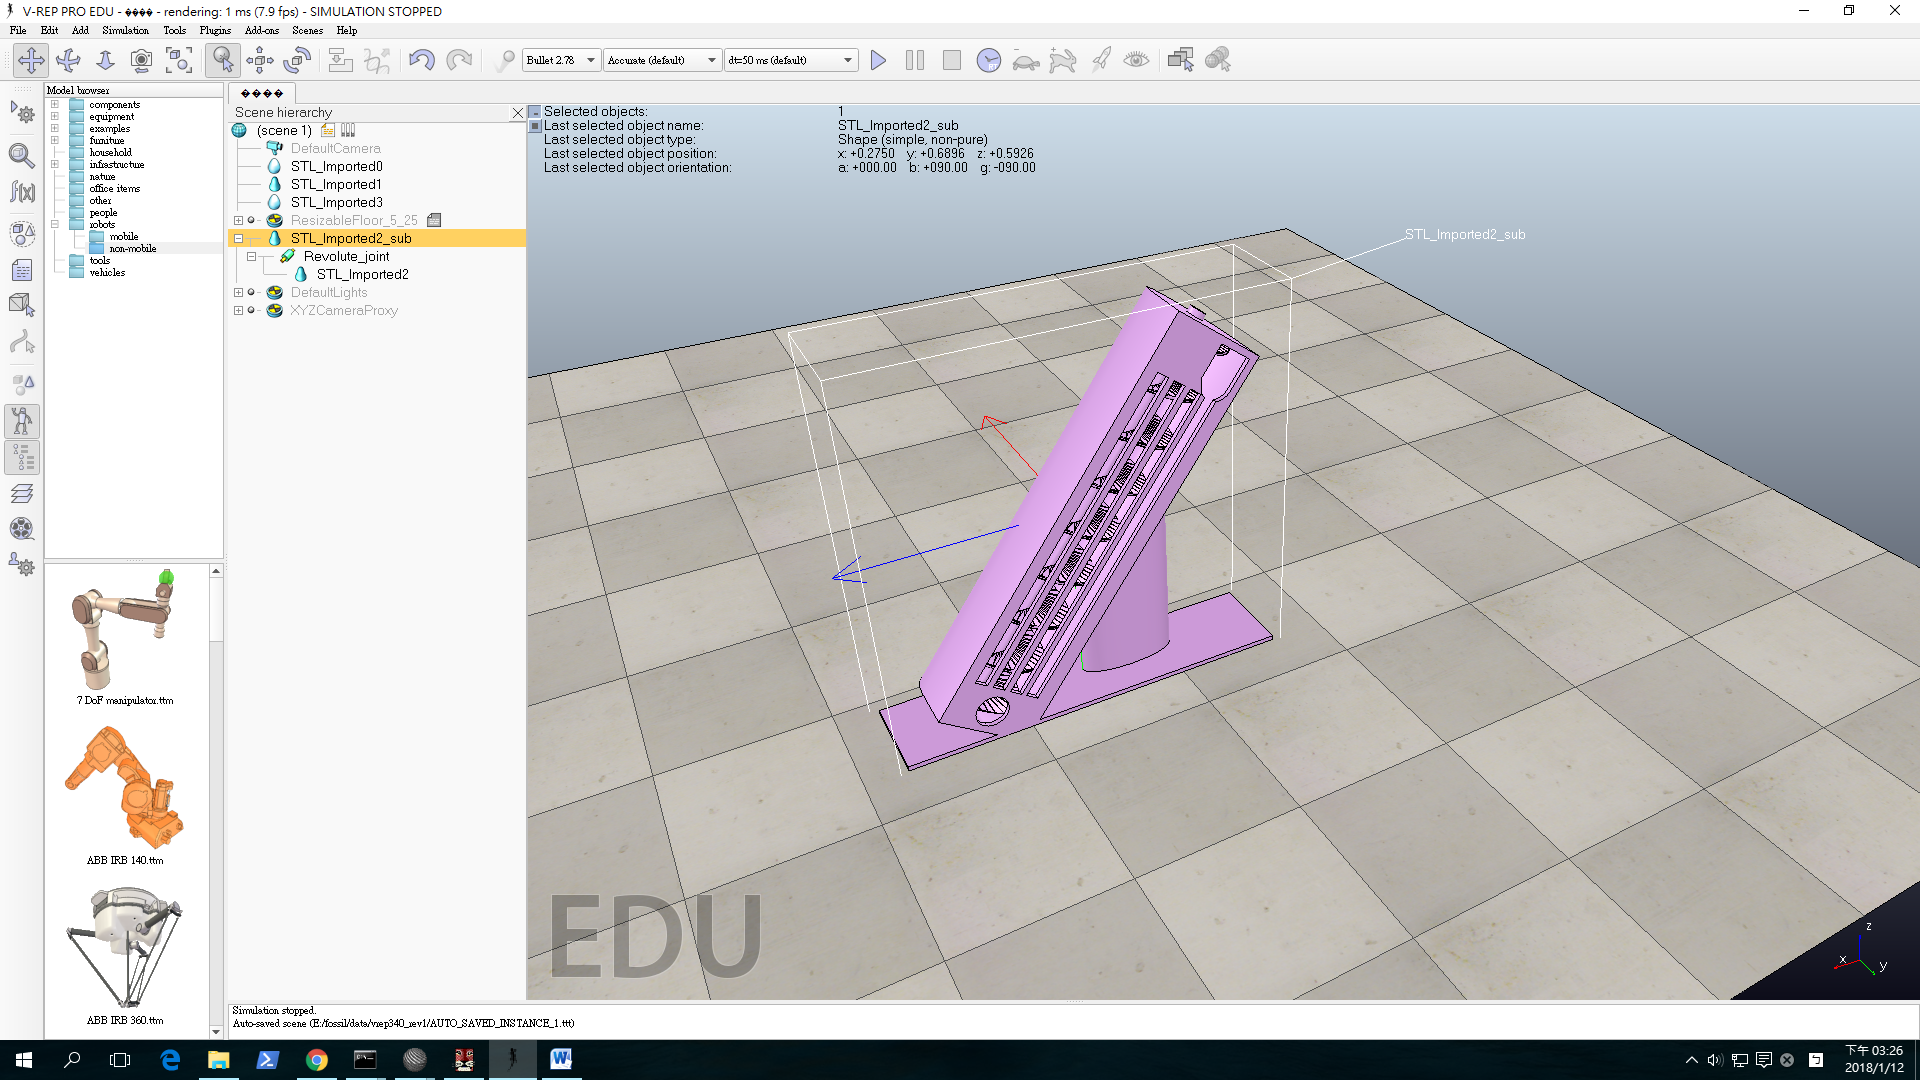 V-REP PRO EDU - ���� - rendering: 1 ms (7.9 fps) - SIMULATION STOPPED
File Edit Add Simulation Tools Plugins Add-ons Scenes Help
Bullet 2.78 Accurate (default) dt=50 ms (default)
Model browser
components
equipment
examples
furniture
household
infrastructure
nature
office items
other
people
robots
mobile
non-mobile
tools
vehicles
7 DoF manipulator.ttm
ABB IRB 140.ttm
ABB IRB 360.ttm
����
Scene hierarchy
(scene 1)
DefaultCamera
STL_Imported0
STL_Imported1
STL_Imported3
ResizableFloor_5_25
STL_Imported2_sub
Revolute_joint
STL_Imported2
DefaultLights
XYZCameraProxy
Selected objects: 1
Last selected object name: STL_Imported2_sub
Last selected object type: Shape (simple, non-pure)
Last selected object position: x: +0.2750 y: +0.6896 z: +0.5926
Last selected object orientation: a: +000.00 b: +090.00 g: -090.00
STL_Imported2_sub
EDU
z
x
y
Simulation stopped.
Auto-saved scene (E:/fossil/data/vrep340_rev1/AUTO_SAVED_INSTANCE_1.ttt)
下午 03:26
2018/1/12